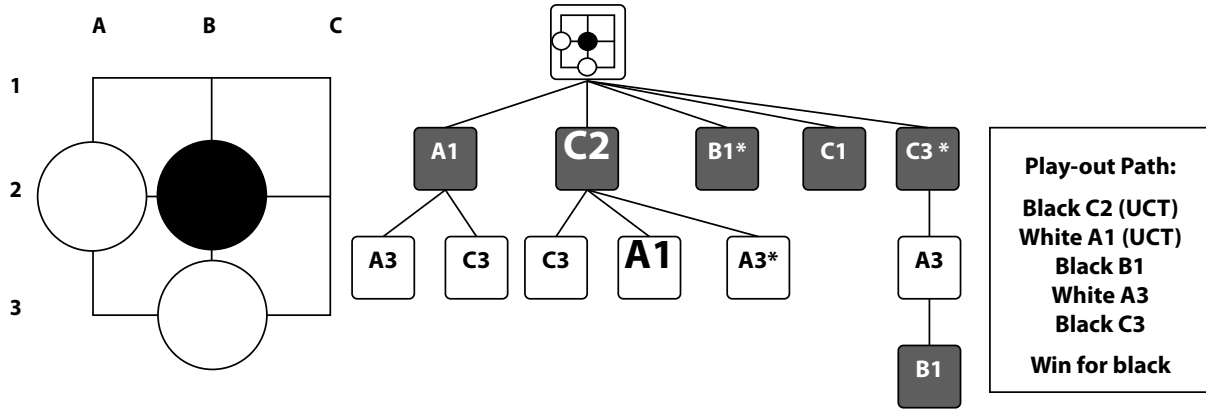 A B C
1
2
3
A1 C2 B1* C1 C3 *
A3 C3 C3 A1 A3* A3
B1
Play-out Path:
Black C2 (UCT)
White A1 (UCT)
Black B1
White A3
Black C3
Win for black